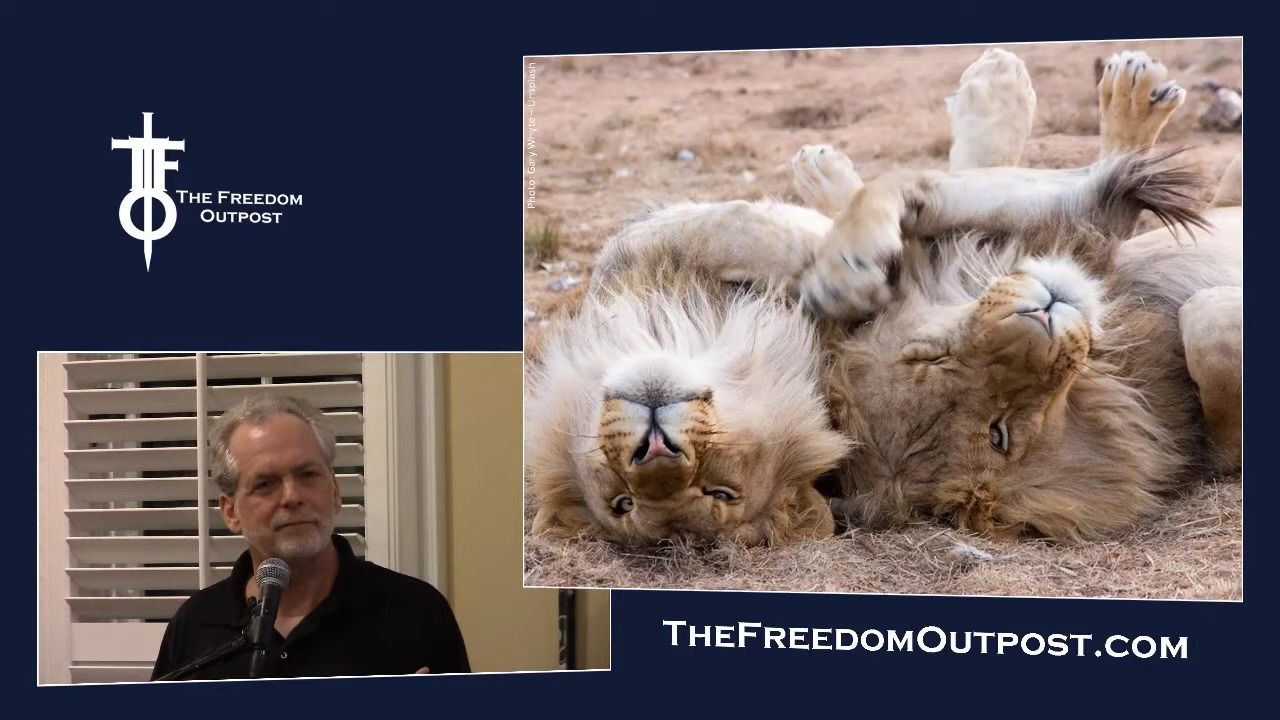 THE FREEDOM
OUTPOST
Photo: Gary Whyte – Unsplash
THEFREEDOMOUTPOST.COM